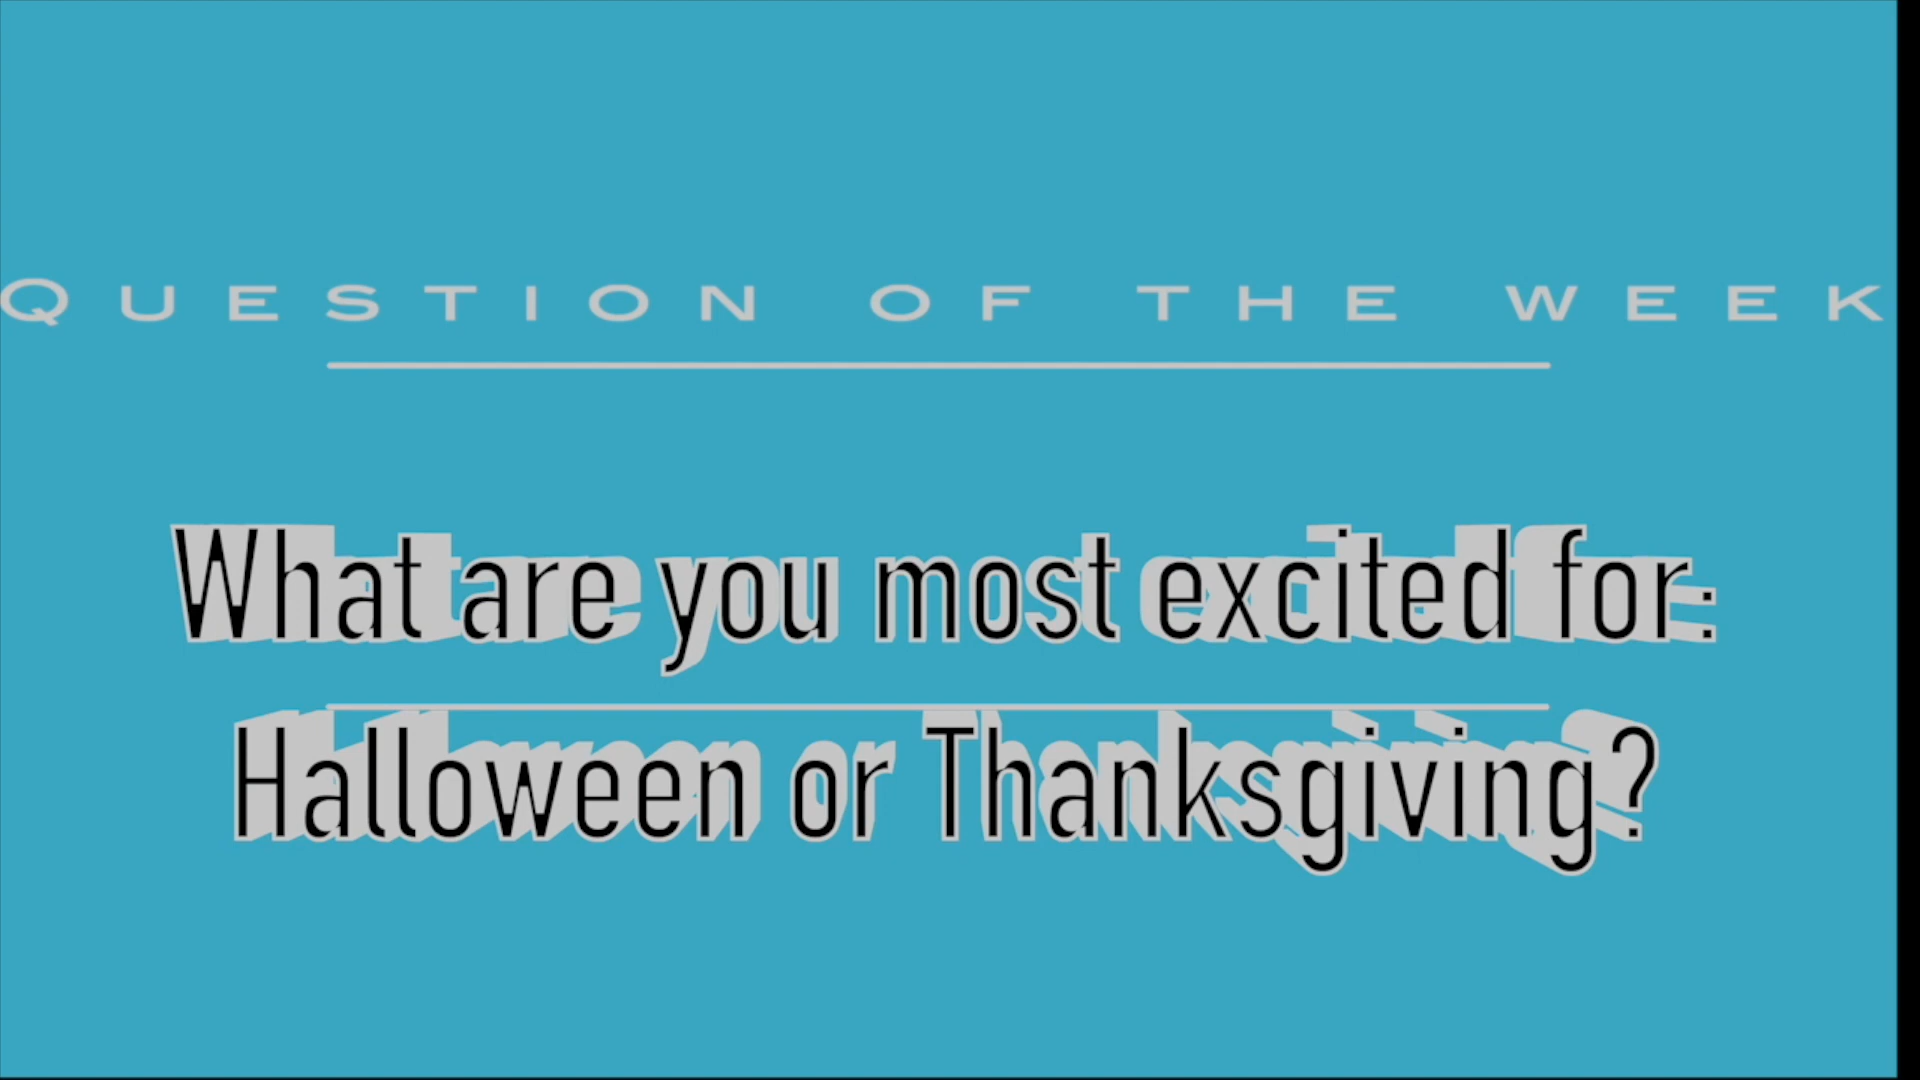 QUESTION OF THE WEEK
What are you most excited for:
Halloween or Thanksgiving?